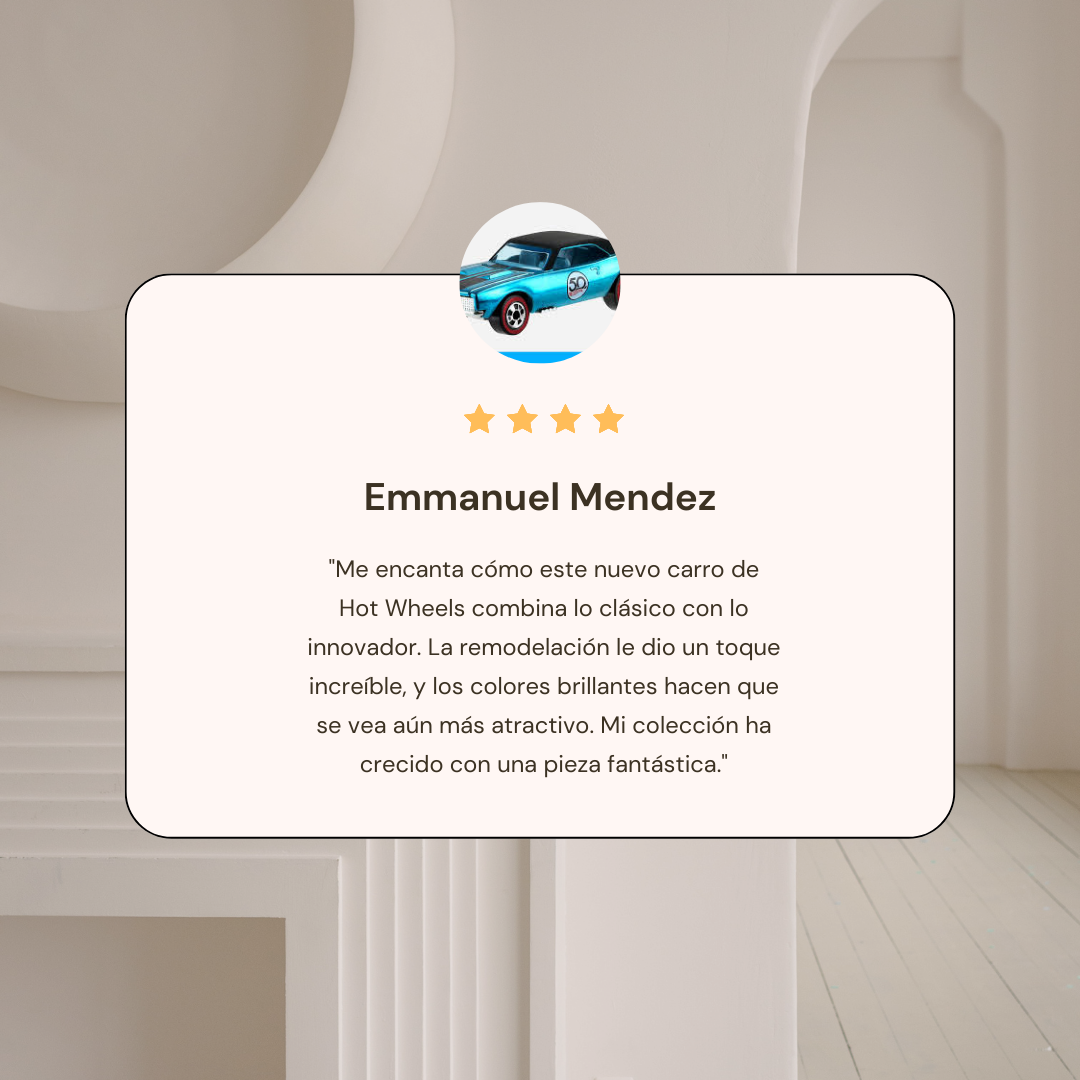 50
Emmanuel Mendez
"Me encanta cómo este nuevo carro de
Hot Wheels combina lo clásico con lo
innovador. La remodelación le dio un toque
increíble, y los colores brillantes hacen que
se vea aún más atractivo. Mi colección ha
crecido con una pieza fantástica."